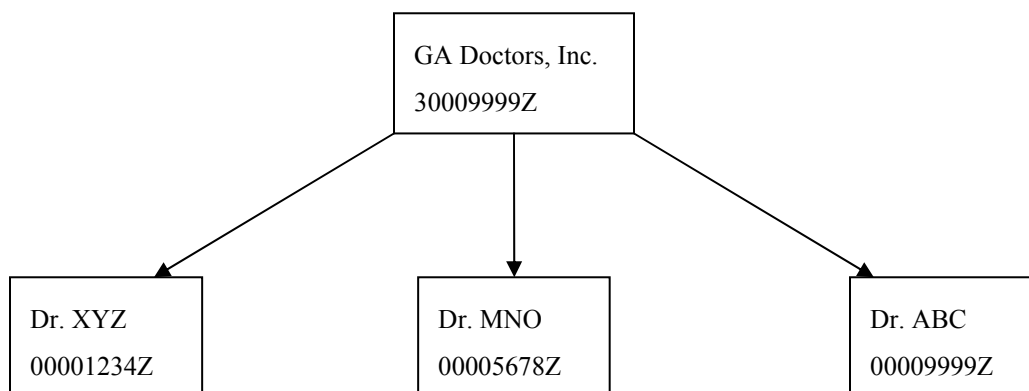 GA Doctors, Inc.
30009999Z
Dr. XYZ
00001234Z
Dr. MNO
00005678Z
Dr. ABC
00009999Z